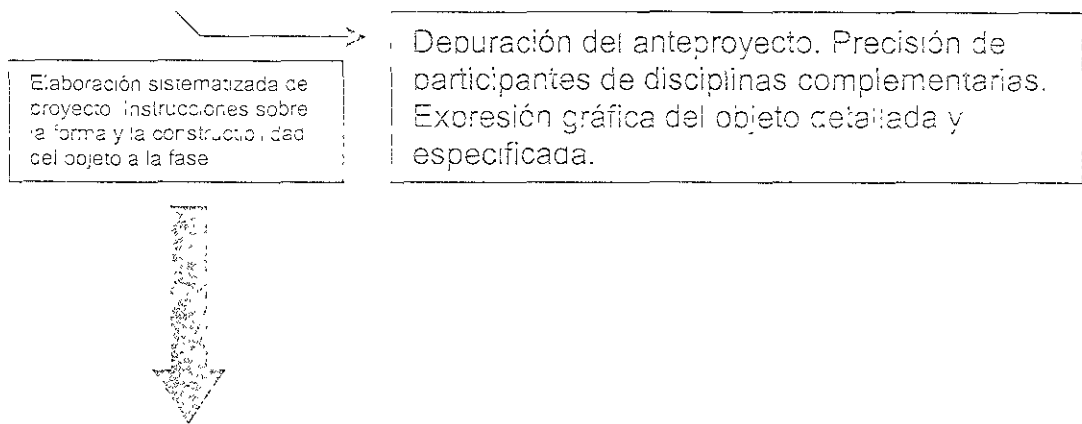 Elaboración sistematizada de
proyecto instrucciones sobre
la forma y la constructibilidad
del objeto a la fase
Depuración del anteproyecto. Precisión de
participantes de disciplinas complementarias.
Expresión gráfica del objeto detallada y
especificada.